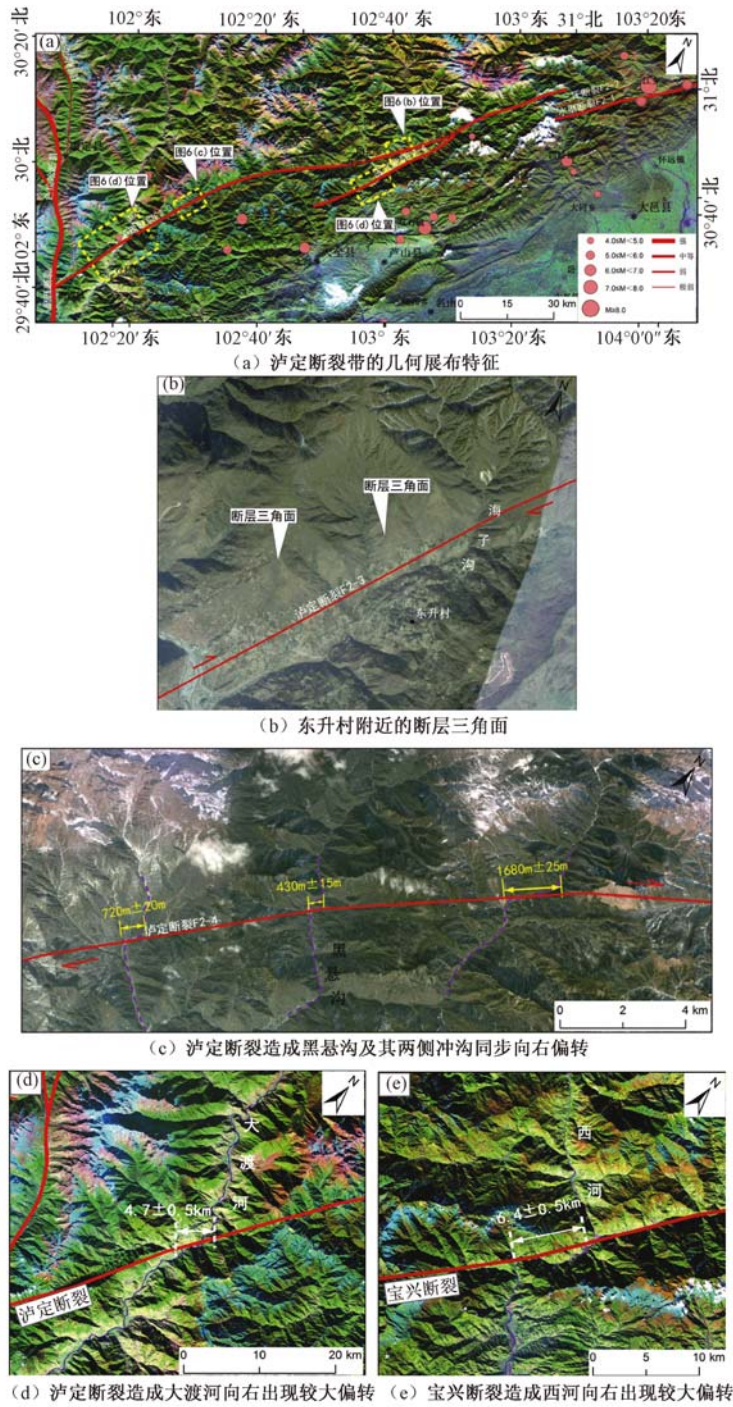 (a)
102°东
102°40′东
103°东
31°北
103°20′东
30°20′北
30°北
102°东
29°40′北
31°北
30°40′北
图6(b)位置
图6(c)位置
图6(d)位置
图6(d)位置
怀远镇
大邑县
芦山县
4.0≤M<5.0
强
5.0≤M<6.0
中等
6.0≤M<7.0
弱
7.0≤M<8.0
极弱
M≥8.0
0 15 30 km
N
102°20′东
102°40′东
103°东
103°20′东
104°0′0″东
(a) 泸定断裂带的几何展布特征
(b)
N
断层三角面
断层三角面
海子沟
泸定断裂F2-3
东升村
(b) 东升村附近的断层三角面
(c)
N
720m±20m
430m±15m
1680m±25m
泸定断裂F2-4
黑悬沟
0 2 4 km
(c) 泸定断裂造成黑悬沟及其两侧冲沟同步向右偏转
(d)
N
大渡河
4.7±0.5km
泸定断裂
0 10 20 km
(e)
N
西河
6.4±0.5km
宝兴断裂
0 5 10 km
(d) 泸定断裂造成大渡河向右出现较大偏转
(e) 宝兴断裂造成西河向右出现较大偏转